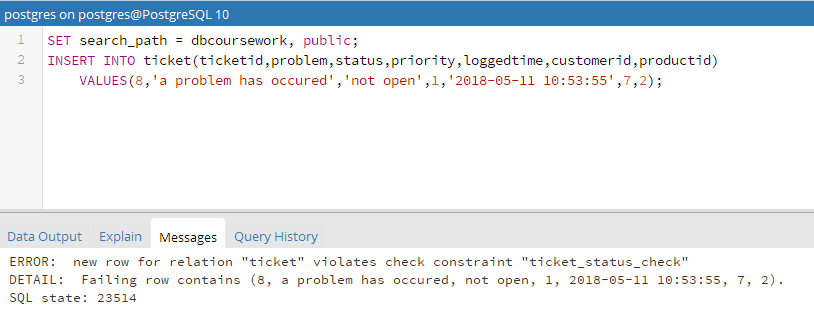 postgres on postgres@PostgreSQL 10
1 SET search_path = dbcoursework, public;
2 INSERT INTO ticket(ticketid,problem,status,priority,loggedtime,customerid,productid)
3 VALUES(8,'a problem has occured','not open',1,'2018-05-11 10:53:55',7,2);
Data Output Explain Messages Query History
ERROR: new row for relation "ticket" violates check constraint "ticket_status_check"
DETAIL: Failing row contains (8, a problem has occured, not open, 1, 2018-05-11 10:53:55, 7, 2).
SQL state: 23514